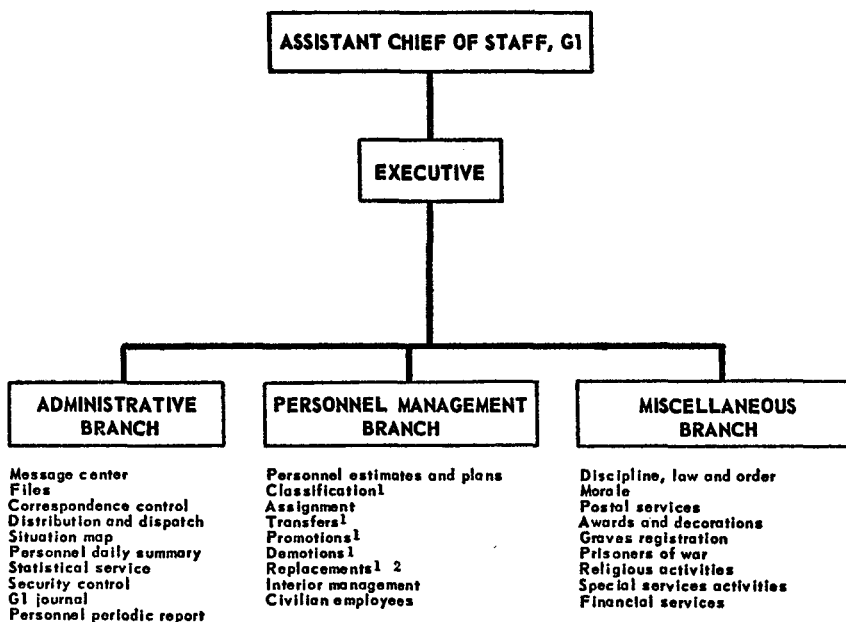 ASSISTANT CHIEF OF STAFF, G1
EXECUTIVE
ADMINISTRATIVE
BRANCH
Message center
Files
Correspondence control
Distribution and dispatch
Situation map
Personnel daily summary
Statistical service
Security control
G1 journal
Personnel periodic report
PERSONNEL MANAGEMENT
BRANCH
Personnel estimates and plans
Classification1
Assignment
Transfers1
Promotions1
Demotions1
Replacements1 2
Interior management
Civilian employees
MISCELLANEOUS
BRANCH
Discipline, law and order
Morale
Postal services
Awards and decorations
Graves registration
Prisoners of war
Religious activities
Special services activities
Financial services